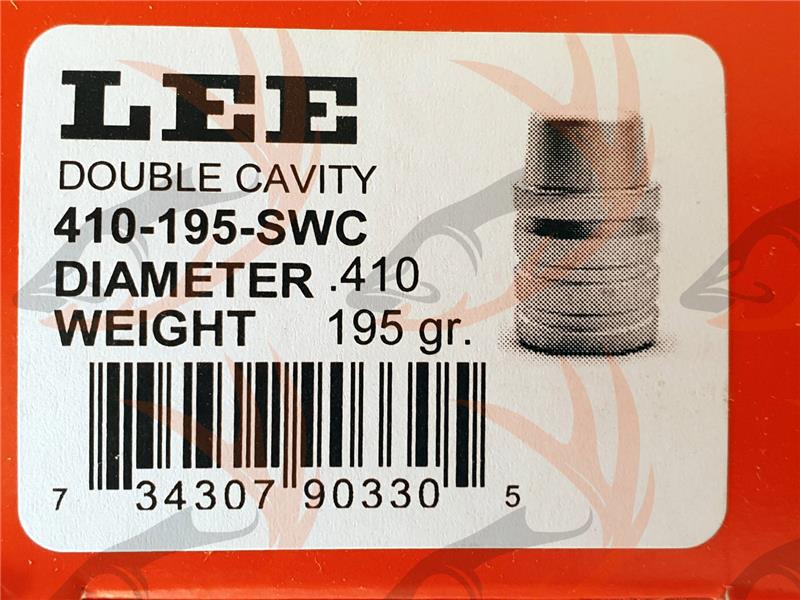 LEE
DOUBLE CAVITY
410-195-SWC
DIAMETER .410
WEIGHT 195 gr.
7 34307 90330 5